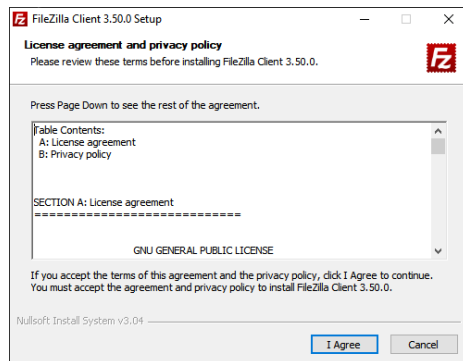 FileZilla Client 3.50.0 Setup
License agreement and privacy policy
Please review these terms before installing FileZilla Client 3.50.0.
Fz
Press Page Down to see the rest of the agreement.
Table Contents:
A: License agreement
B: Privacy policy
SECTION A: License agreement
============================
GNU GENERAL PUBLIC LICENSE
If you accept the terms of this agreement and the privacy policy, click I Agree to continue.
You must accept the agreement and privacy policy to install FileZilla Client 3.50.0.
Nullsoft Install System v3.04
I Agree
Cancel